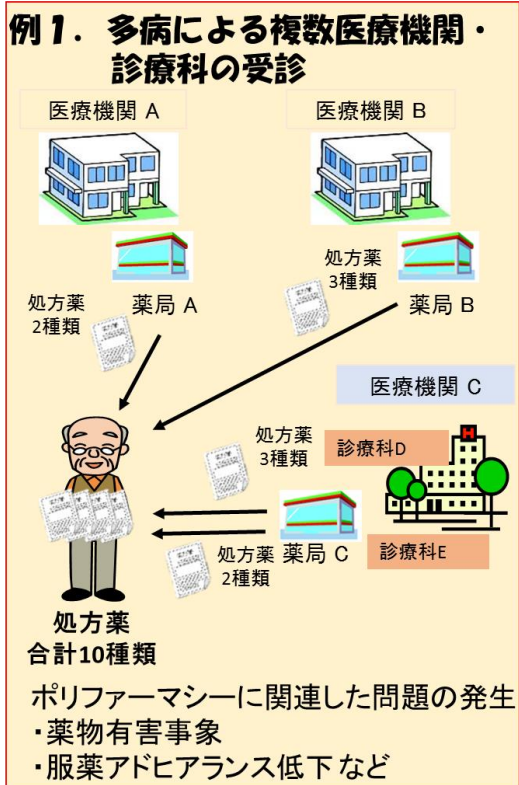 例1．多病による複数医療機関・
診療科の受診
医療機関 A
医療機関 B
処方薬
3種類
処方薬
2種類
薬局 A
薬局 B
医療機関 C
処方薬
3種類
診療科D
H
処方薬
2種類
薬局 C
診療科E
処方薬
合計10種類
ポリファーマシーに関連した問題の発生
・薬物有害事象
・服薬アドヒアランス低下など